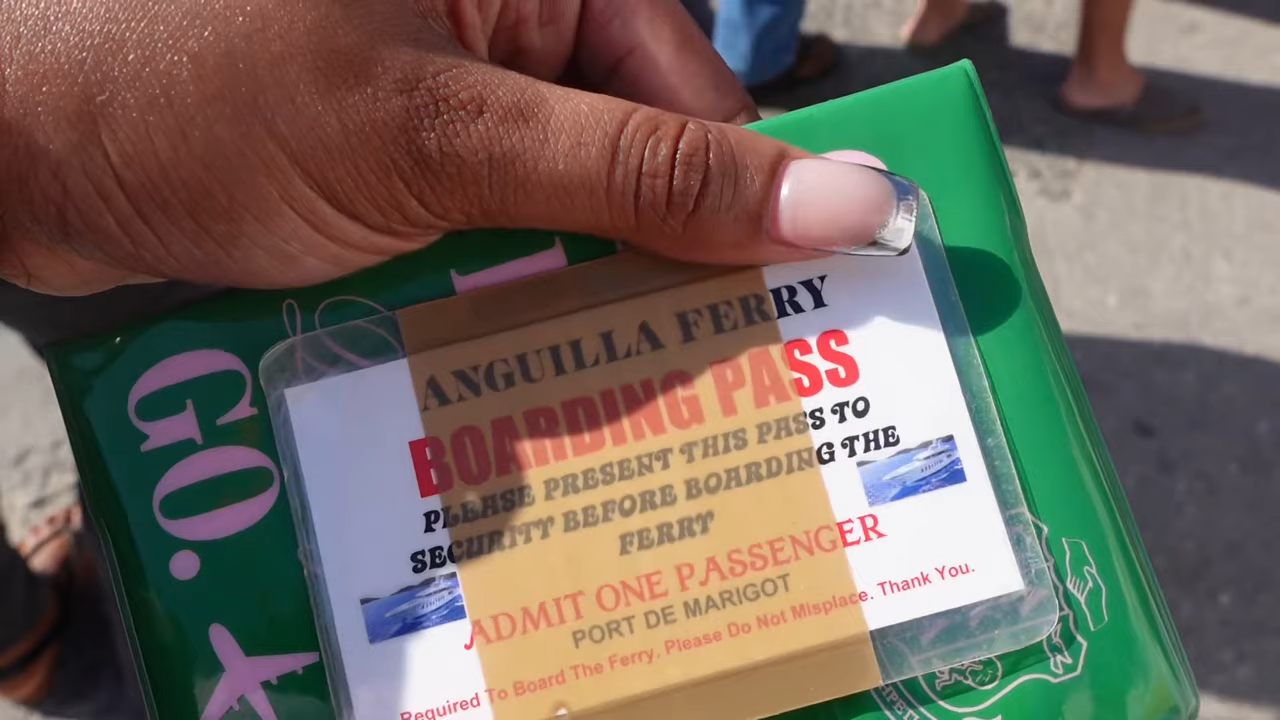 ANGUILLA FERRY
BOARDING PASS
PLEASE PRESENT THIS PASS TO
SECURITY BEFORE BOARDING THE
FERRY
ADMIT ONE PASSENGER
PORT DE MARIGOT
Required To Board The Ferry. Please Do Not Misplace. Thank You.
GO.